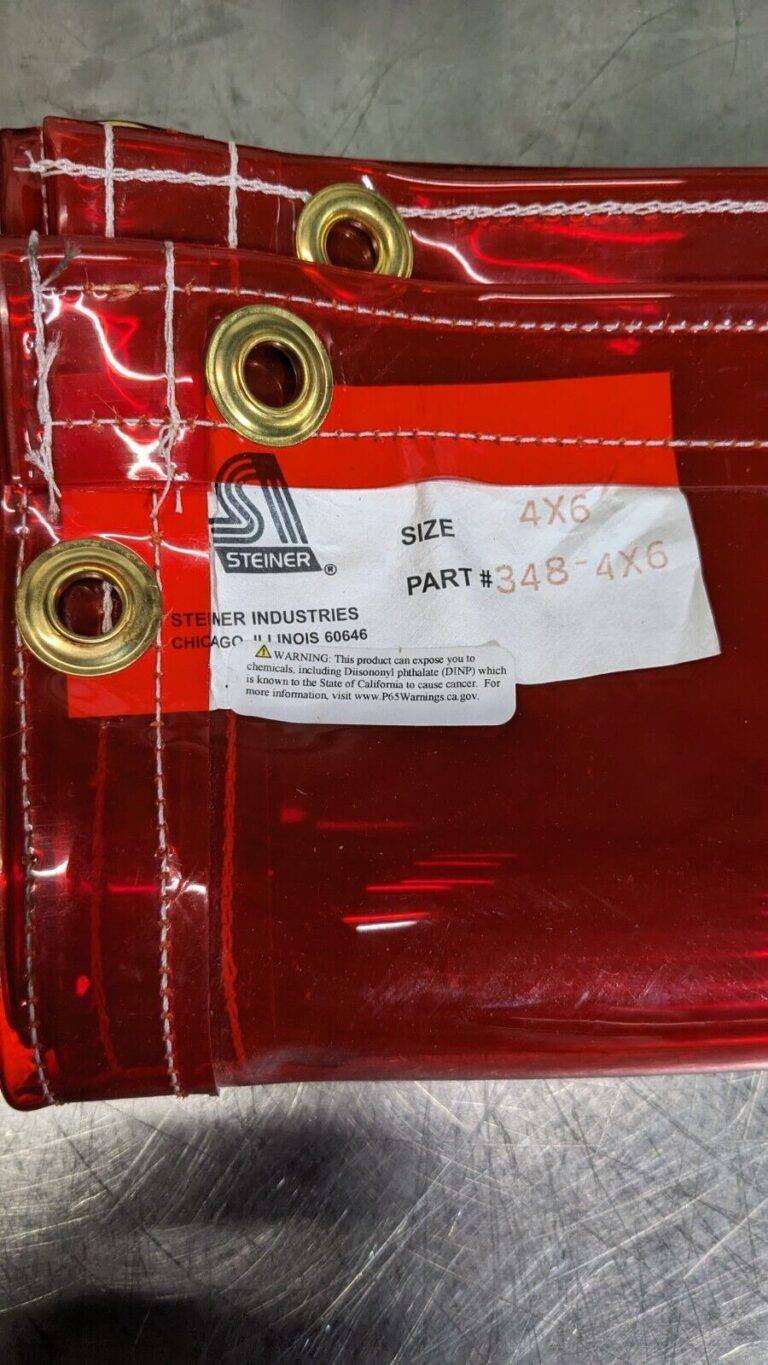 STEINER®
SIZE 4X6
PART # 348-4X6
STEINER INDUSTRIES
CHICAGO, ILLINOIS 60646
⚠ WARNING: This product can expose you to
chemicals, including Diisononyl phthalate (DINP) which
is known to the State of California to cause cancer. For
more information, visit www.P65Warnings.ca.gov.